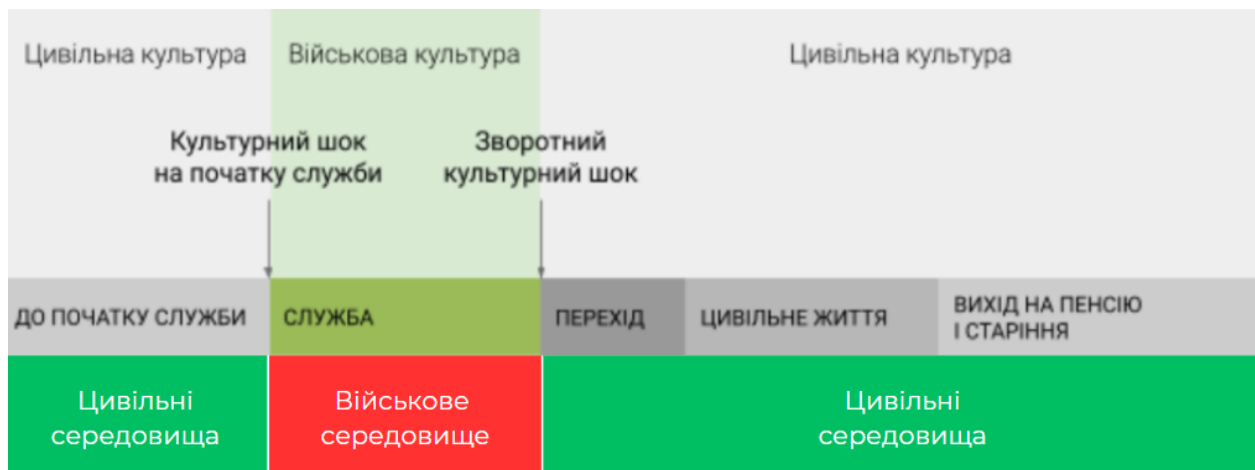 Цивільна культура
Військова культура
Цивільна культура
Культурний шок
на початку служби
Зворотний
культурний шок
ДО ПОЧАТКУ СЛУЖБИ
СЛУЖБА
ПЕРЕХІД
ЦИВІЛЬНЕ ЖИТТЯ
ВИХІД НА ПЕНСІЮ
І СТАРІННЯ
Цивільні
середовища
Військове
середовище
Цивільні
середовища